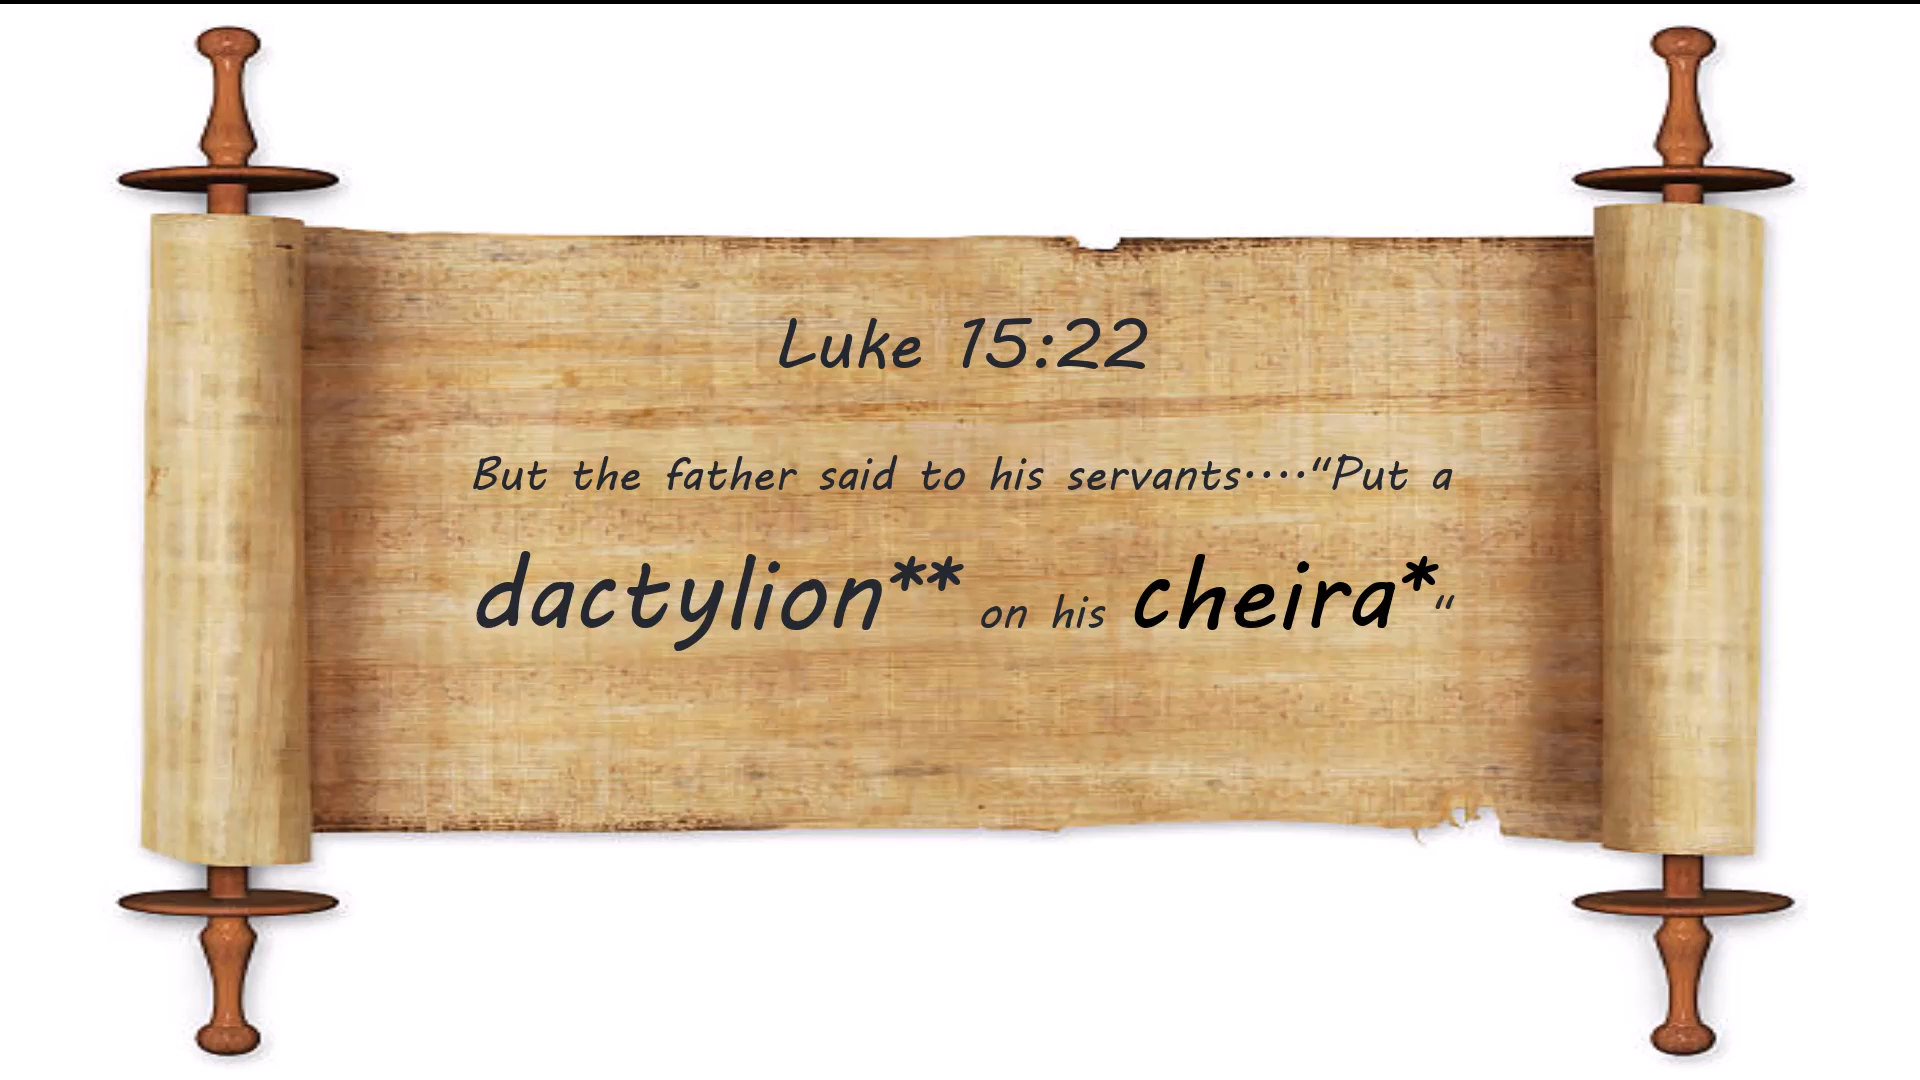 Luke 15:22
But the father said to his servants····“Put a
dactylion** on his cheira*“